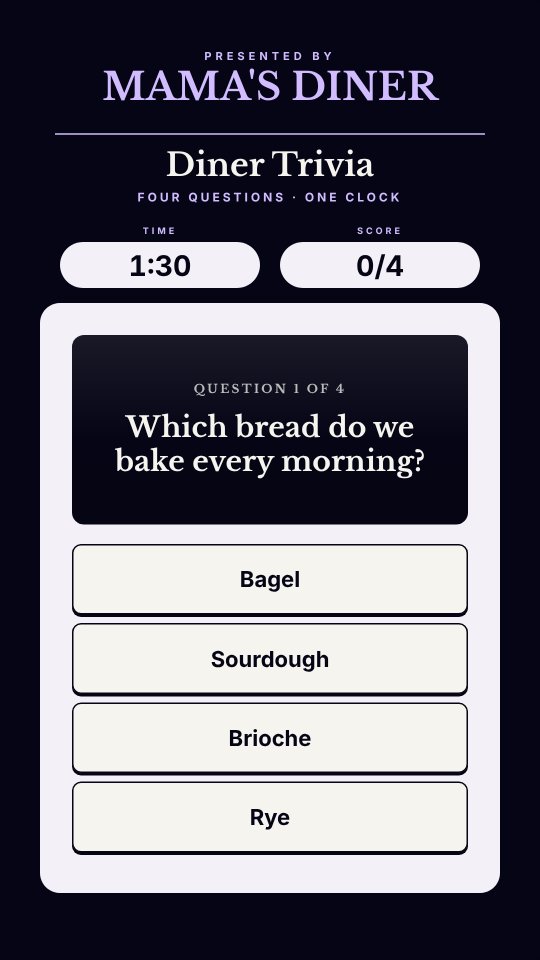 PRESENTED BY
MAMA'S DINER
Diner Trivia
FOUR QUESTIONS · ONE CLOCK
TIME
SCORE
1:30
0/4
QUESTION 1 OF 4
Which bread do we
bake every morning?
Bagel
Sourdough
Brioche
Rye